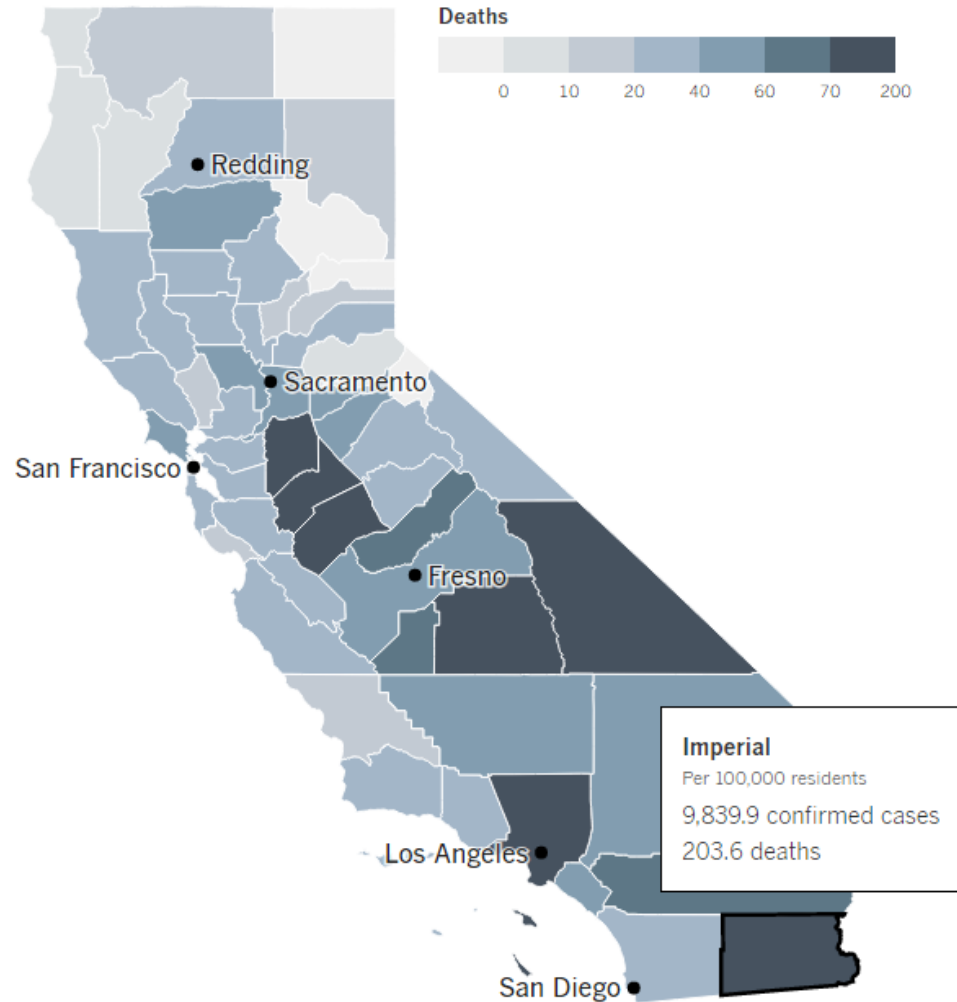 Deaths
0 10 20 40 60 70 200
Redding
Sacramento
San Francisco
Fresno
Imperial
Per 100,000 residents
9,839.9 confirmed cases
203.6 deaths
Los Angeles
San Diego